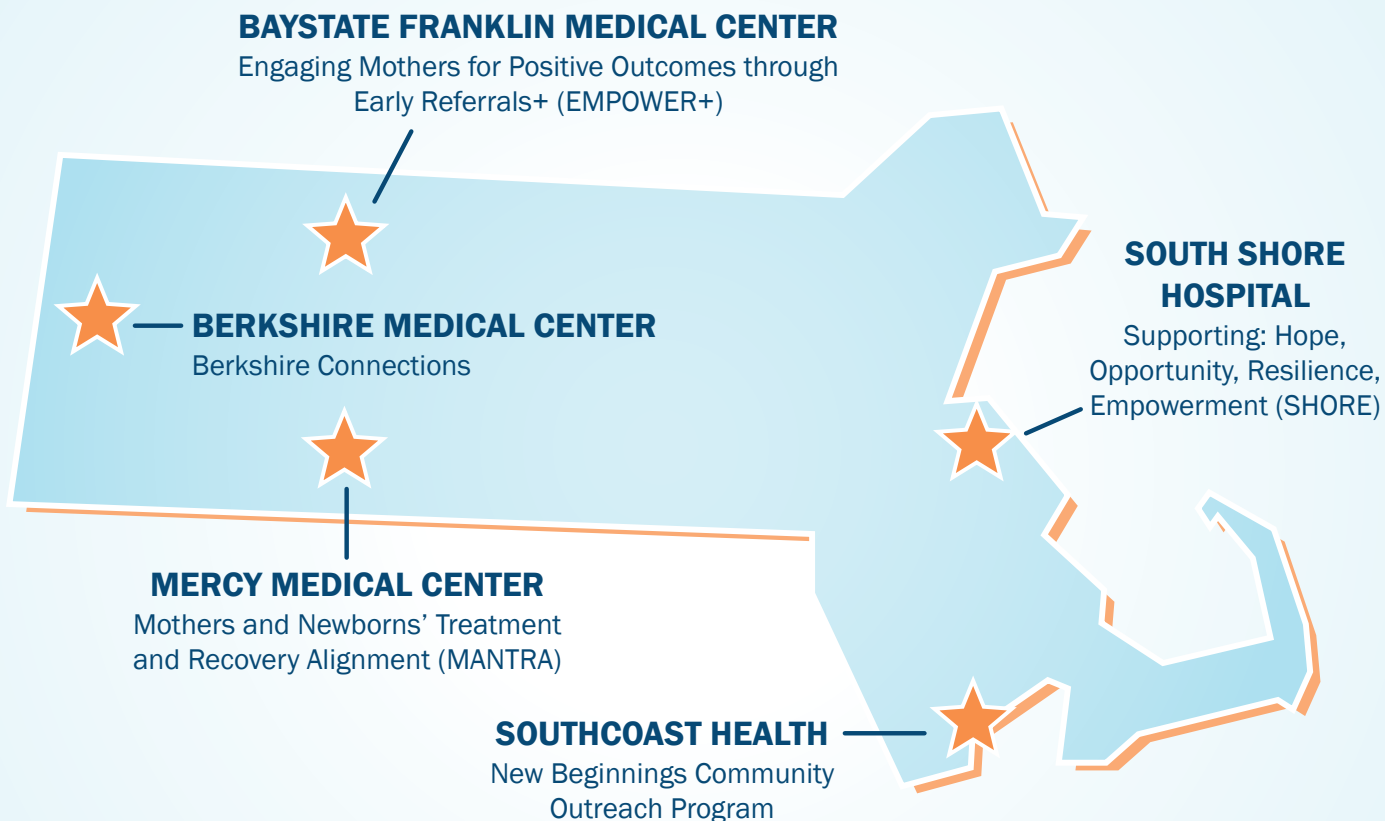 BAYSTATE FRANKLIN MEDICAL CENTER
Engaging Mothers for Positive Outcomes through
Early Referrals+ (EMPOWER+)
SOUTH SHORE
HOSPITAL
Supporting: Hope,
Opportunity, Resilience,
Empowerment (SHORE)
BERKSHIRE MEDICAL CENTER
Berkshire Connections
MERCY MEDICAL CENTER
Mothers and Newborns’ Treatment
and Recovery Alignment (MANTRA)
SOUTHCOAST HEALTH
New Beginnings Community
Outreach Program